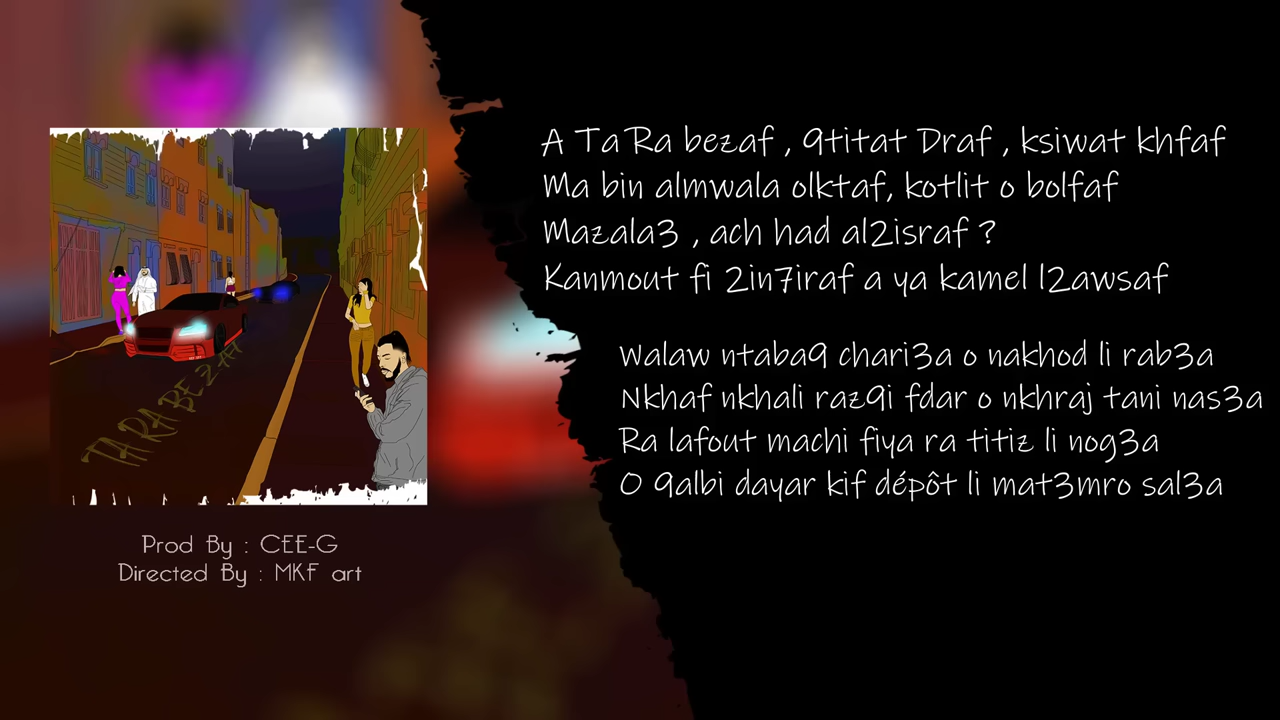 TA RA BEZAF
Prod By : CEE-G
Directed By : MKF art
A TaRa bezaf , 9titat Draf , ksiwat khfaf
Ma bin almwala olktaf, kotlit o bolfaf
Mazala3 , ach had al2israf ?
Kanmout fi 2in7iraf a ya kamel l2awsaf
walaw ntaba9 chari3a o nakhod li rab3a
Nkhaf nkhali raz9i fdar o nkhraj tani nas3a
Ra lafout machi fiya ra titiz li nog3a
O 9albi dayar kif dépôt li mat3mro sal3a